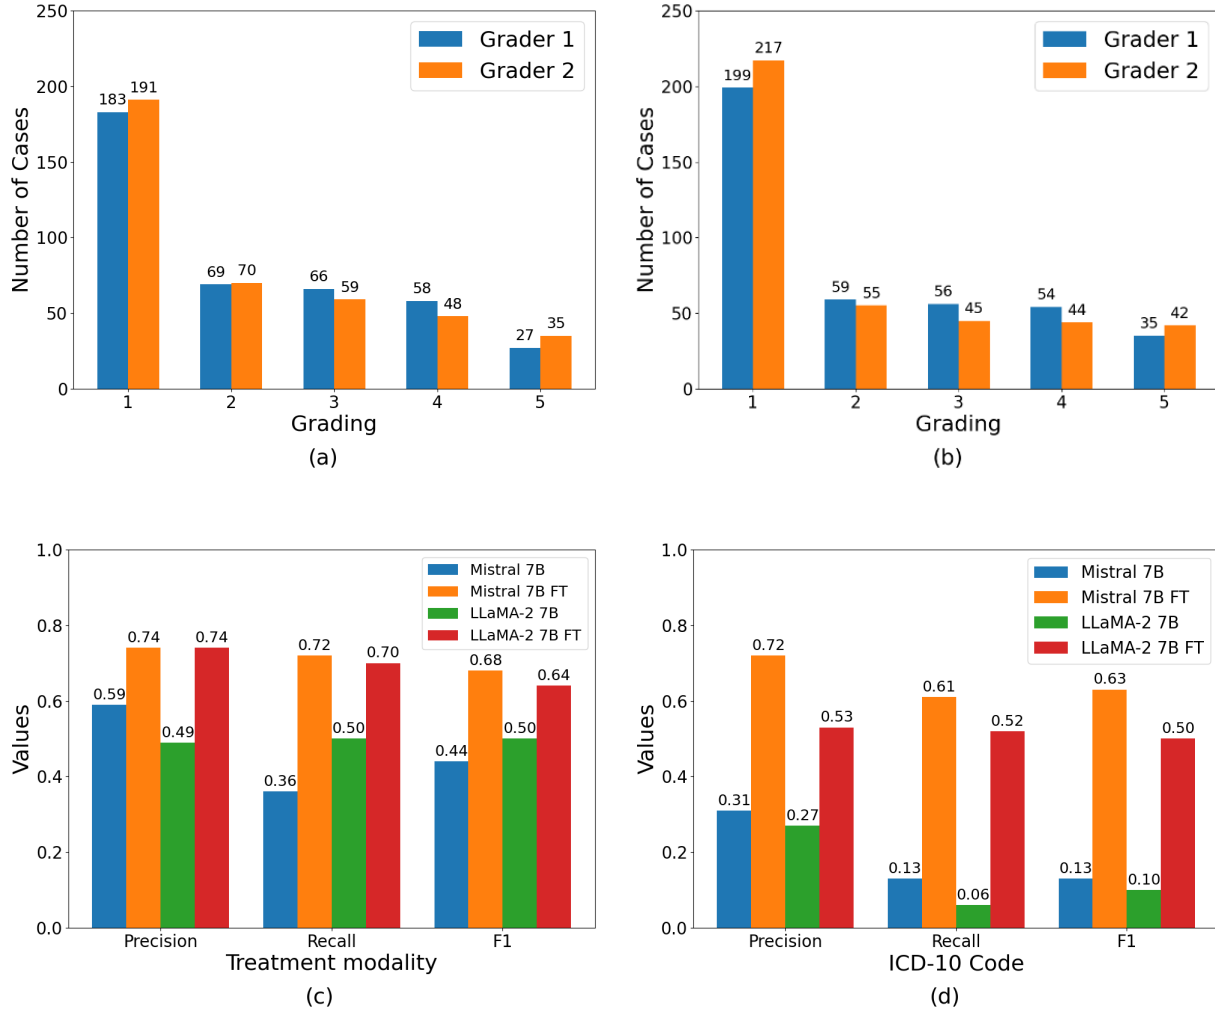 250
200
150
100
50
0
Number of Cases
Grader 1
Grader 2
183
191
69
70
66
59
58
48
27
35
1 2 3 4 5
Grading
(a)
250
200
150
100
50
0
Number of Cases
Grader 1
Grader 2
199
217
59
55
56
45
54
44
35
42
1 2 3 4 5
Grading
(b)
1.0
0.8
0.6
0.4
0.2
0.0
Values
Mistral 7B
Mistral 7B FT
LLaMA-2 7B
LLaMA-2 7B FT
0.59
0.74
0.49
0.74
0.36
0.72
0.50
0.70
0.44
0.68
0.50
0.64
Precision Recall F1
Treatment modality
(c)
1.0
0.8
0.6
0.4
0.2
0.0
Values
Mistral 7B
Mistral 7B FT
LLaMA-2 7B
LLaMA-2 7B FT
0.31
0.72
0.27
0.53
0.13
0.61
0.06
0.52
0.13
0.63
0.10
0.50
Precision Recall F1
ICD-10 Code
(d)